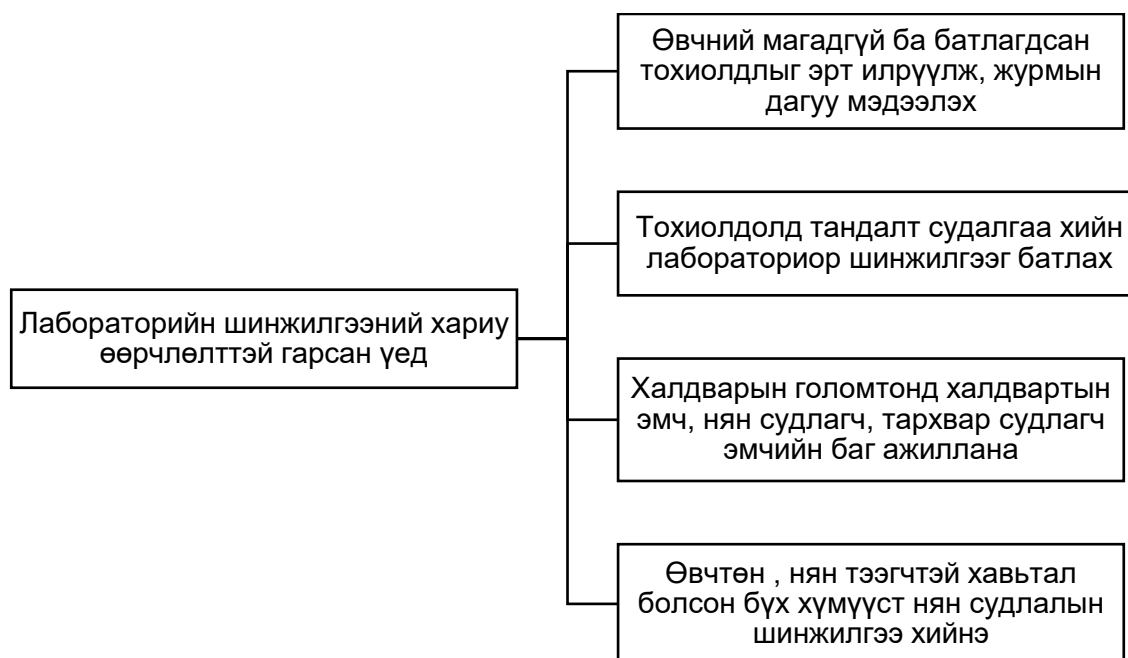 Өвчний магадгүй ба батлагдсан
тохиолдлыг эрт илрүүлж, журмын
дагуу мэдээлэх
Тохиолдолд тандалт судалгаа хийн
лабораториор шинжилгээг батлах
Лабораторийн шинжилгээний хариу
өөрчлөлттэй гарсан үед
Халдварын голомтонд халдвартын
эмч, нян судлагч, тархвар судлагч
эмчийн баг ажиллана
Өвчтөн , нян тээгчтэй хавьтал
болсон бүх хүмүүст нян судлалын
шинжилгээ хийнэ